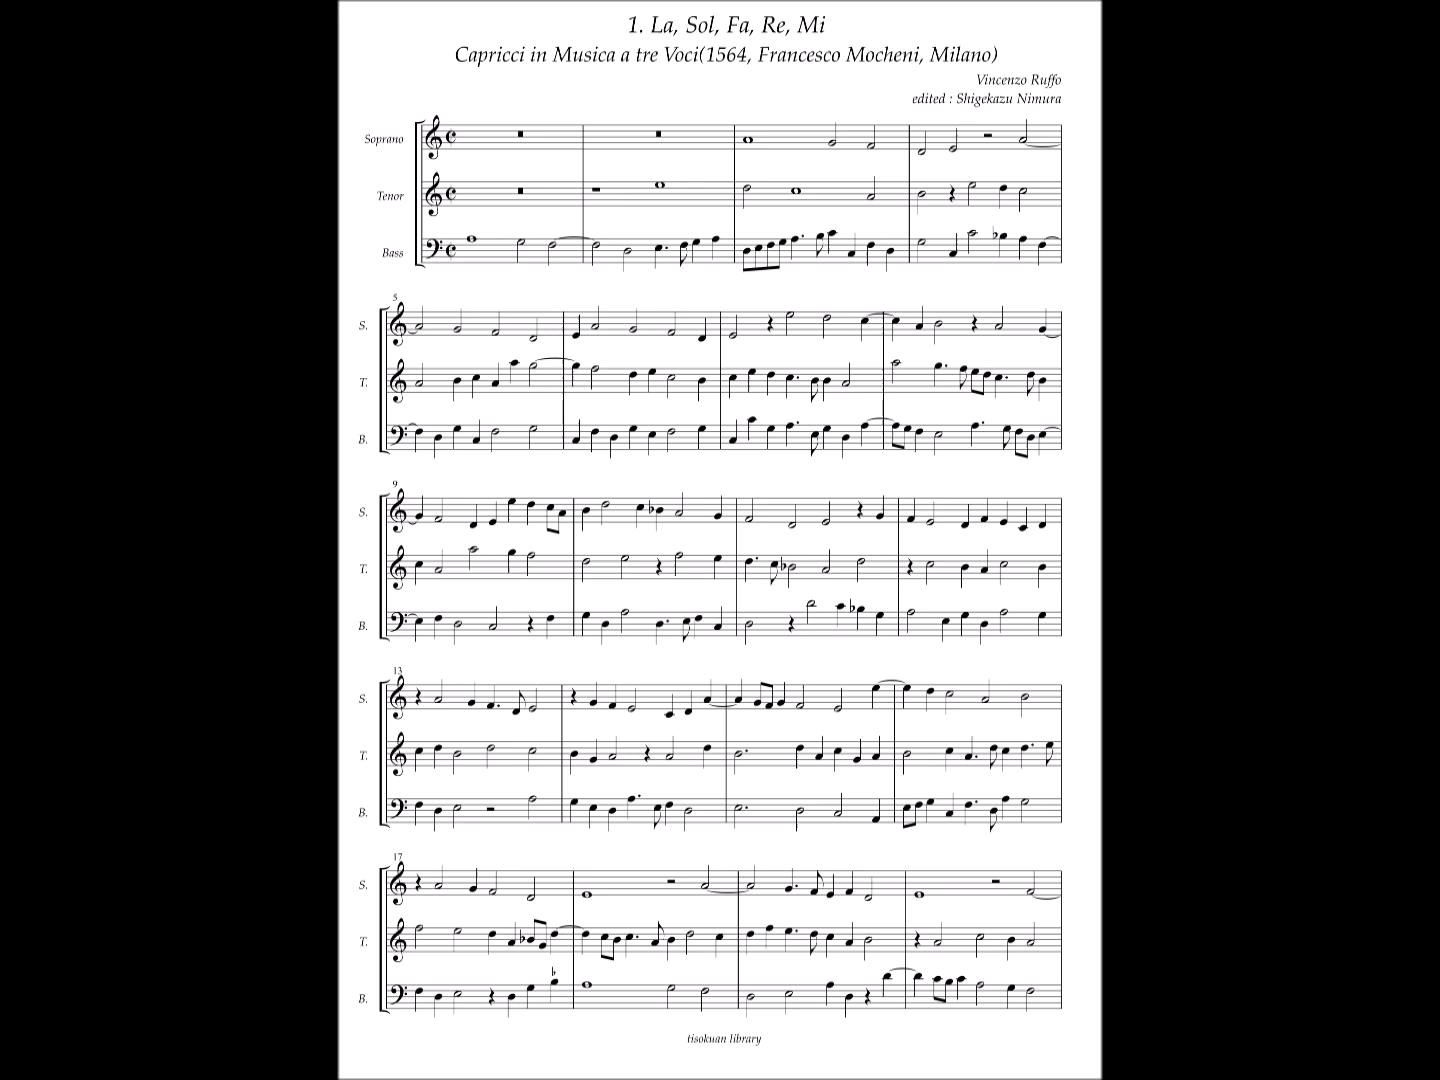 1. La, Sol, Fa, Re, Mi
Capricci in Musica a tre Voci(1564, Francesco Mocheni, Milano)
Vincenzo Ruffo
edited : Shigekazu Nimura
Soprano
Tenor
Bass
5
S.
T.
B.
9
S.
T.
B.
13
S.
T.
B.
17
S.
T.
B.
tisokuan library